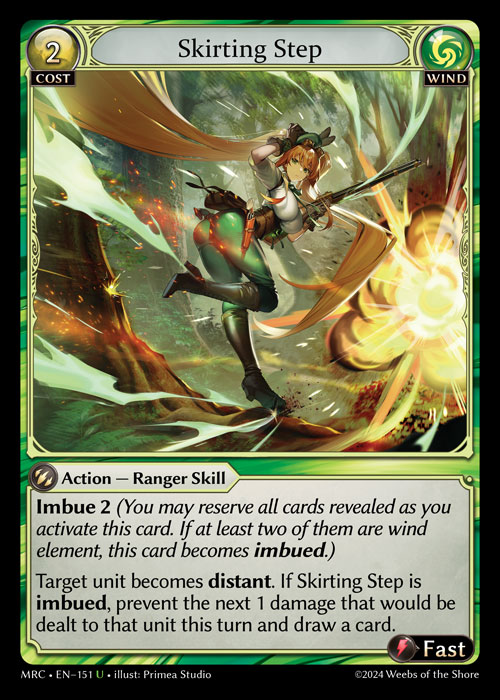 2
Skirting Step
COST
WIND
Action — Ranger Skill
Imbue 2 (You may reserve all cards revealed as you
activate this card. If at least two of them are wind
element, this card becomes imbued.)
Target unit becomes distant. If Skirting Step is
imbued, prevent the next 1 damage that would be
dealt to that unit this turn and draw a card.
Fast
MRC • EN–151 U • illust: Primea Studio
©2024 Weebs of the Shore